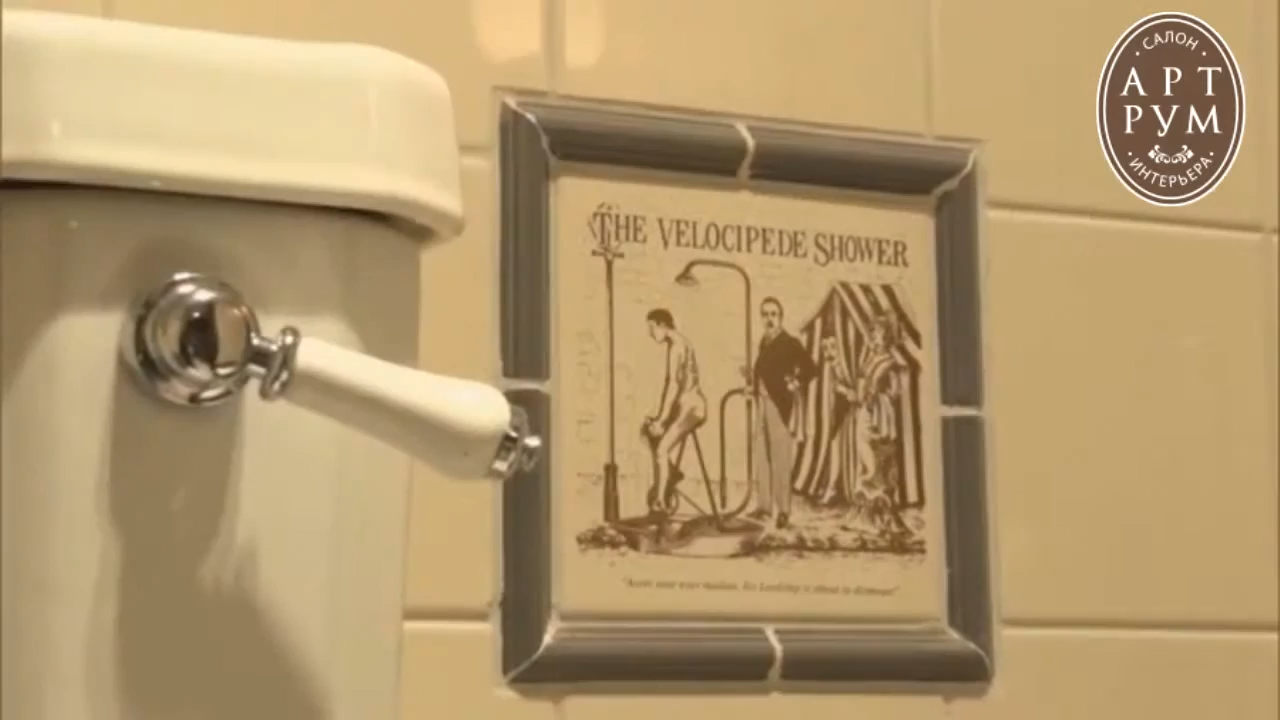 · САЛОН ·
АРТ
РУМ
· ИНТЕРЬЕРА ·
THE VELOCIPEDE SHOWER